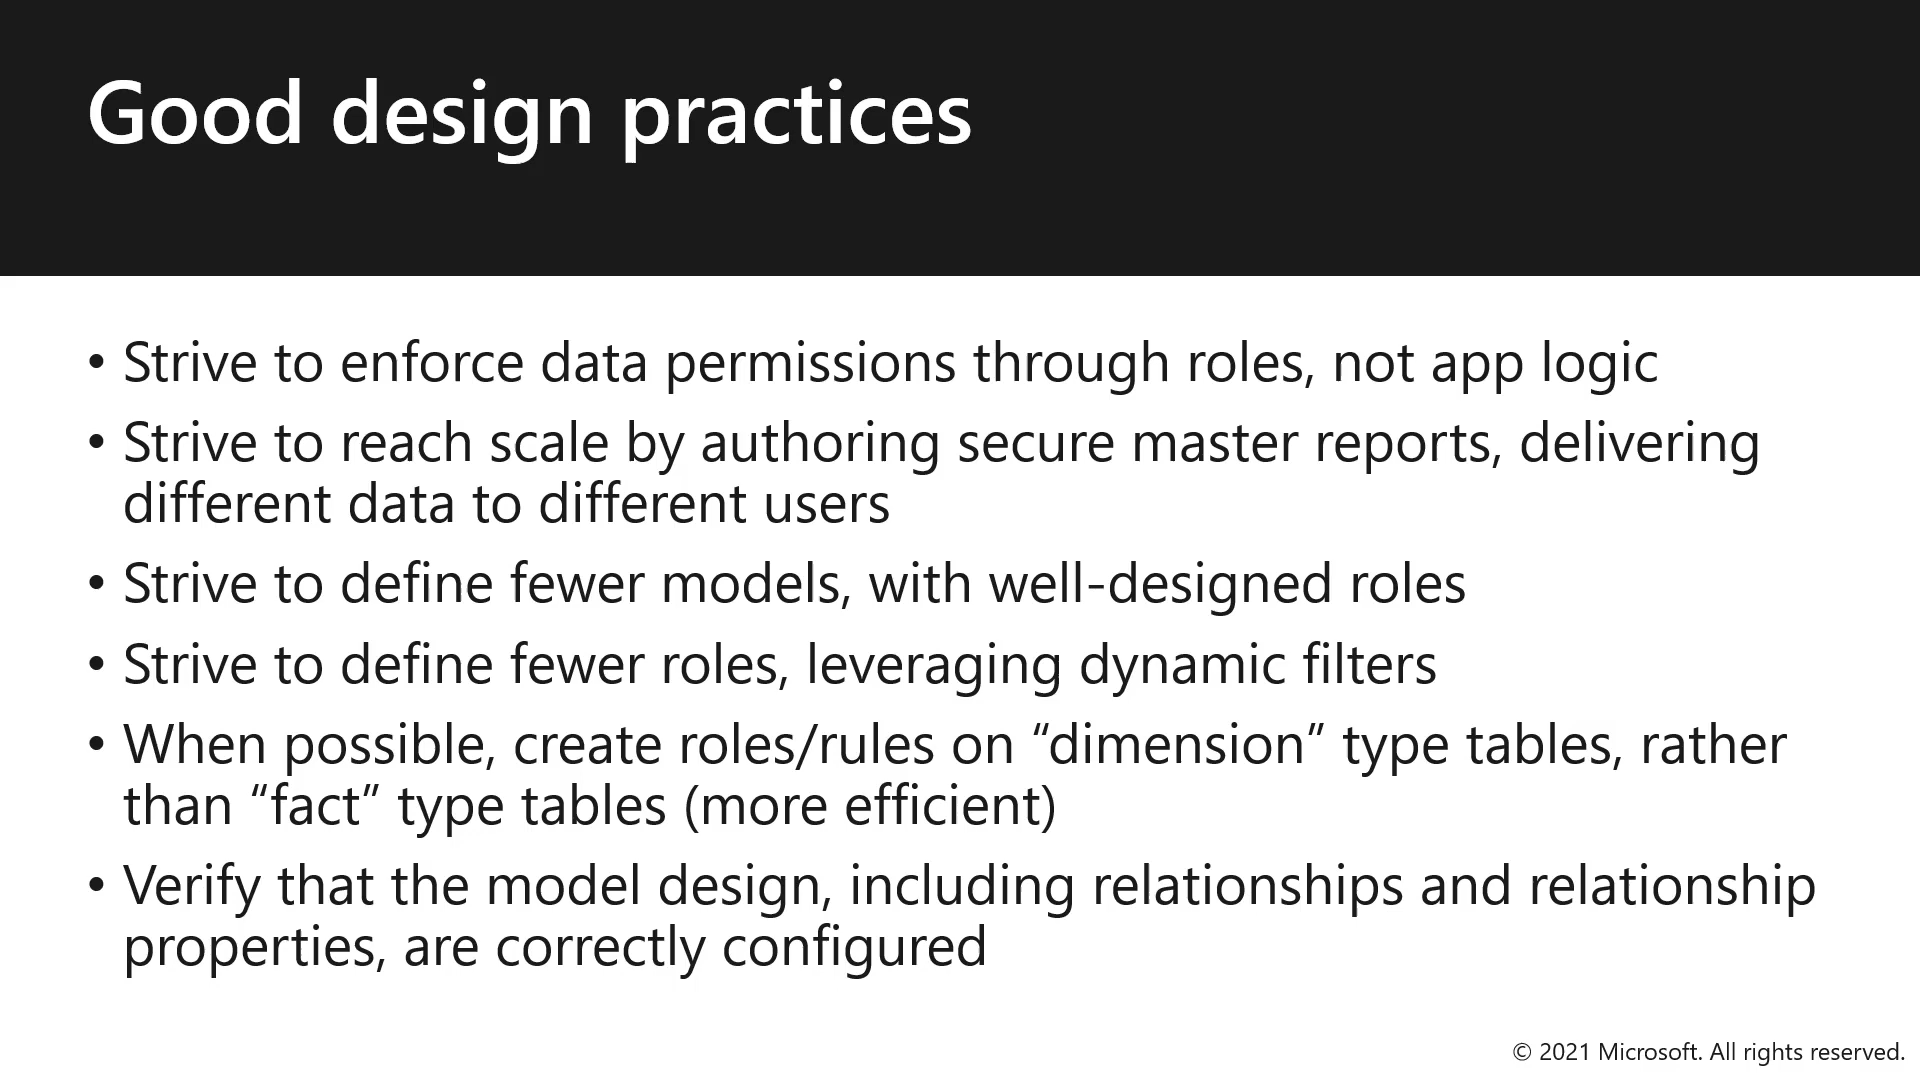 Good design practices
• Strive to enforce data permissions through roles, not app logic
• Strive to reach scale by authoring secure master reports, delivering
different data to different users
• Strive to define fewer models, with well-designed roles
• Strive to define fewer roles, leveraging dynamic filters
• When possible, create roles/rules on “dimension” type tables, rather
than “fact” type tables (more efficient)
• Verify that the model design, including relationships and relationship
properties, are correctly configured
© 2021 Microsoft. All rights reserved.